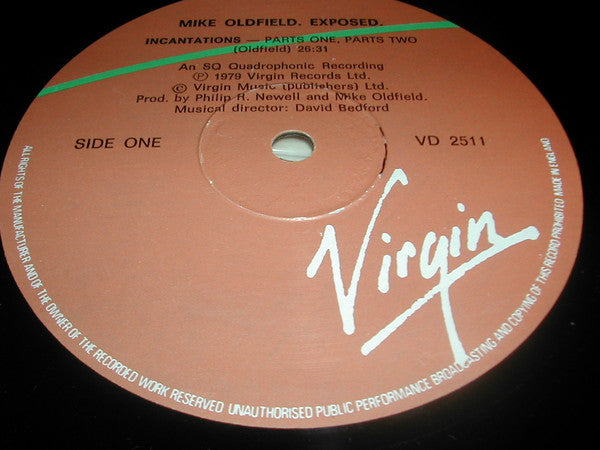 MIKE OLDFIELD. EXPOSED.
INCANTATIONS — PARTS ONE, PARTS TWO
(Oldfield) 26:31
An SQ Quadrophonic Recording
Ⓟ 1979 Virgin Records Ltd.
© Virgin Music (publishers) Ltd.
Prod. by Philip R. Newell and Mike Oldfield.
Musical director: David Bedford
SIDE ONE
VD 2511
Virgin
ALL RIGHTS OF THE MANUFACTURER AND OF THE OWNER OF THE RECORDED WORK RESERVED UNAUTHORISED PUBLIC PERFORMANCE BROADCASTING AND COPYING OF THIS RECORD PROHIBITED MADE IN ENGLAND